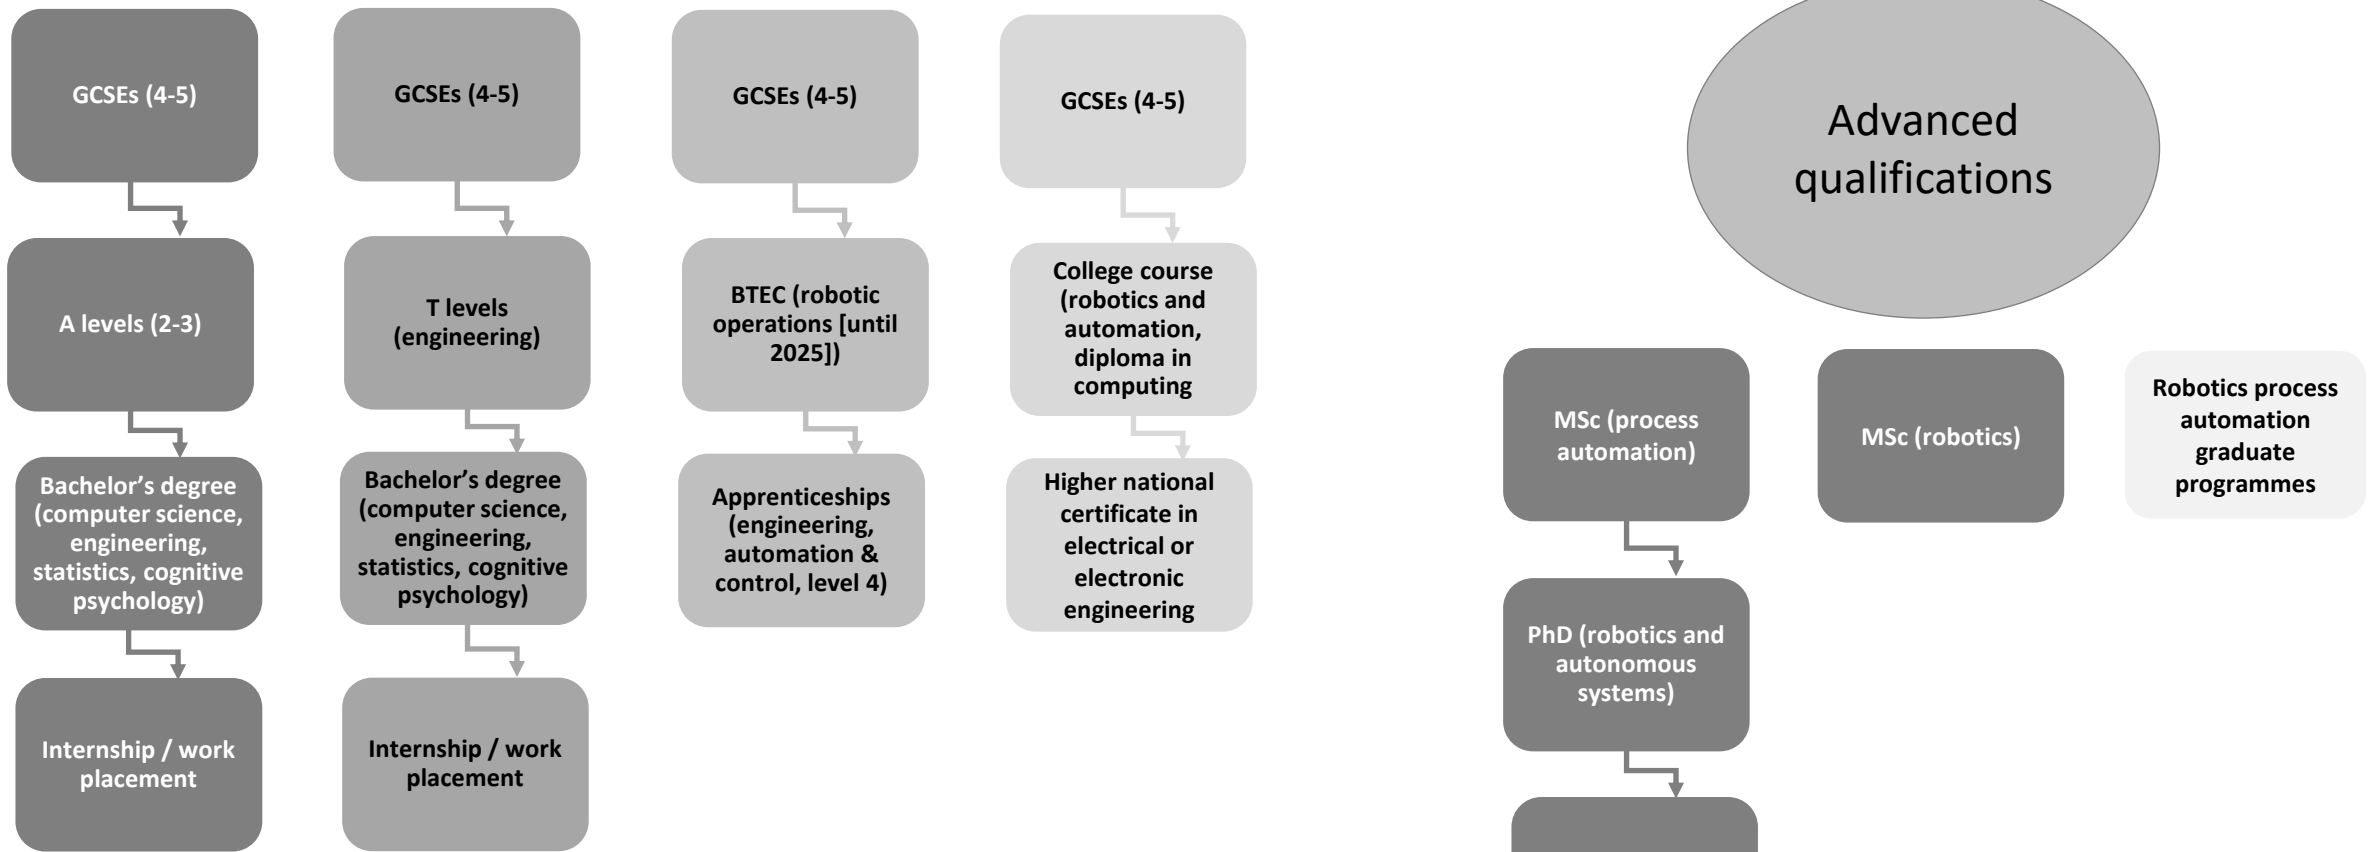 GCSEs (4-5)
A levels (2-3)
Bachelor’s degree
(computer science,
engineering,
statistics, cognitive
psychology)
Internship / work
placement
GCSEs (4-5)
T levels
(engineering)
Bachelor’s degree
(computer science,
engineering,
statistics, cognitive
psychology)
Internship / work
placement
GCSEs (4-5)
BTEC (robotic
operations [until
2025])
Apprenticeships
(engineering,
automation &
control, level 4)
GCSEs (4-5)
College course
(robotics and
automation,
diploma in
computing
Higher national
certificate in
electrical or
electronic
engineering
Advanced
qualifications
MSc (process
automation)
PhD (robotics and
autonomous
systems)
MSc (robotics)
Robotics process
automation
graduate
programmes